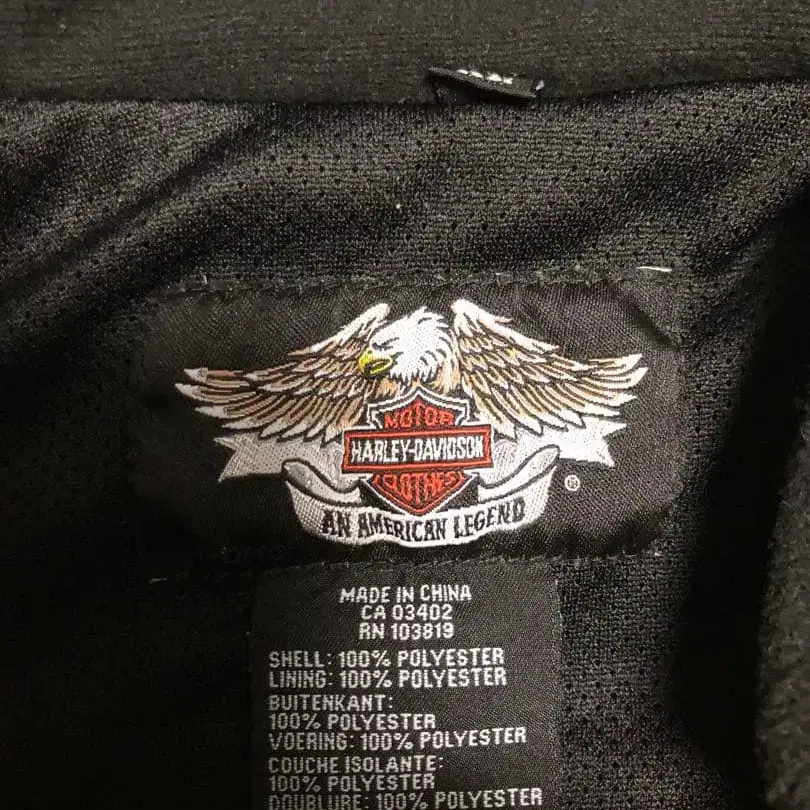 MOTOR
HARLEY-DAVIDSON
CLOTHES
AN AMERICAN LEGEND
®
MADE IN CHINA
CA 03402
RN 103819
SHELL: 100% POLYESTER
LINING: 100% POLYESTER
BUITENKANT:
100% POLYESTER
VOERING: 100% POLYESTER
COUCHE ISOLANTE:
100% POLYESTER
DOUBLURE: 100% POLYESTER